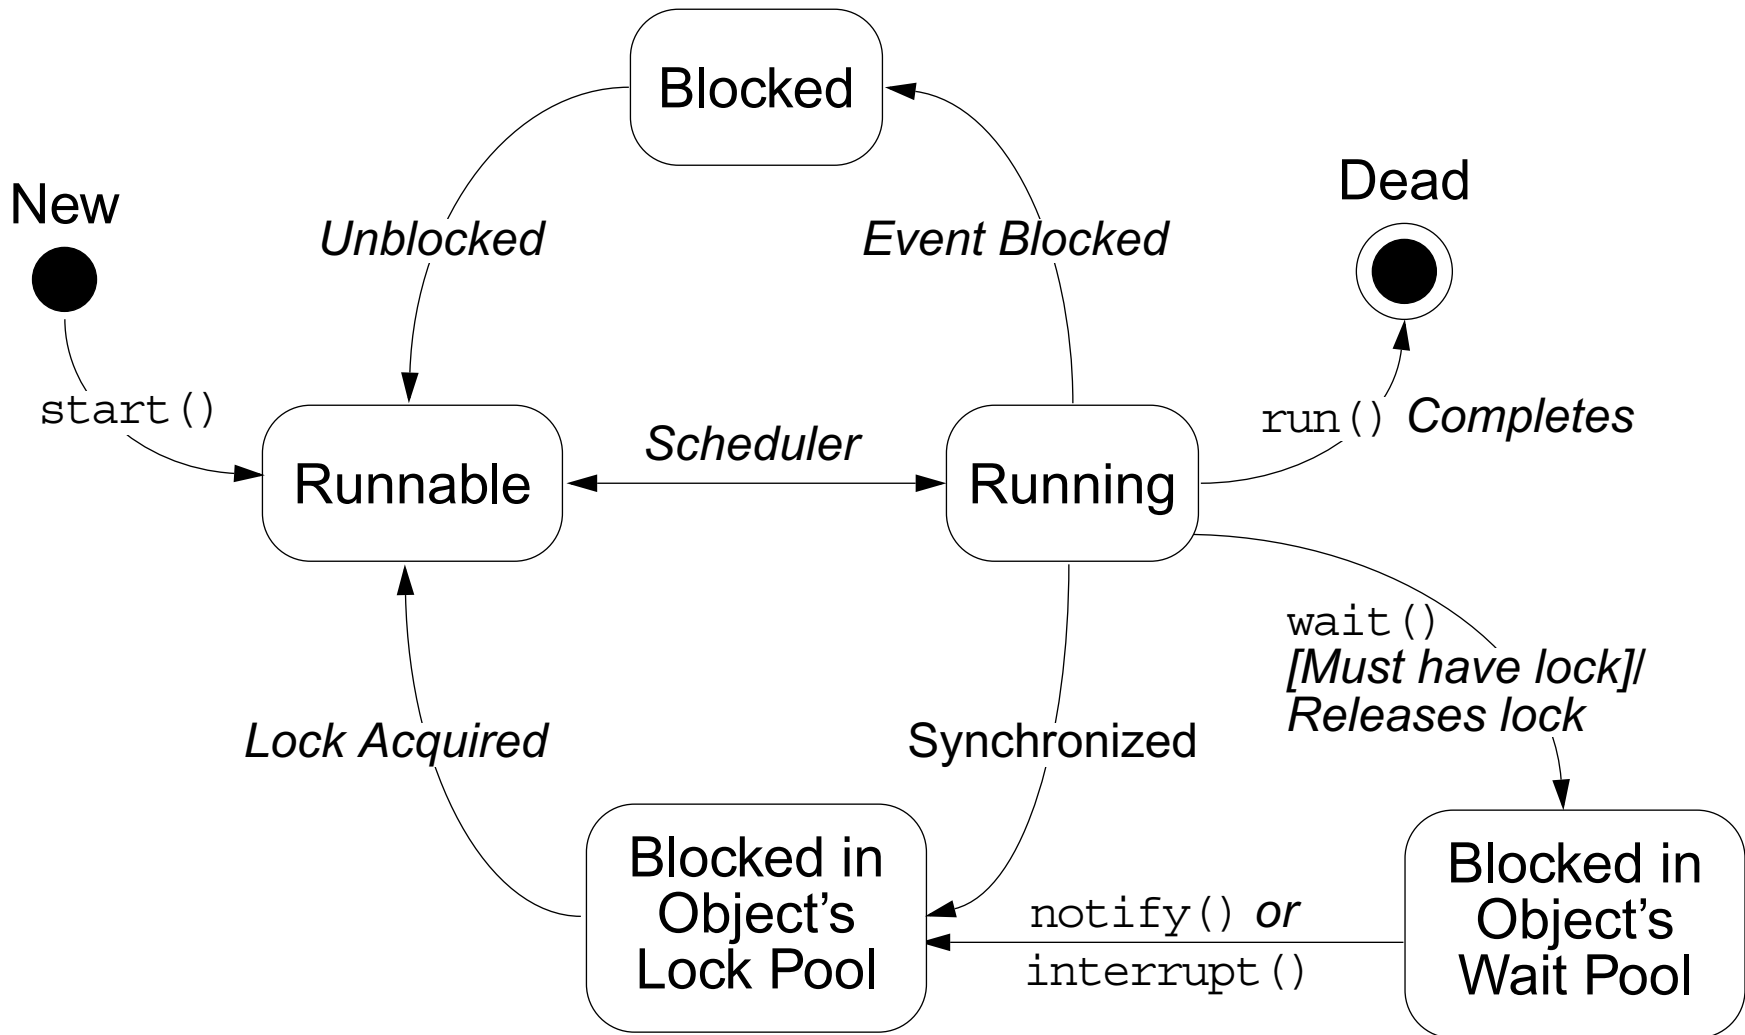 Blocked
New
Dead
Unblocked
Event Blocked
start()
Scheduler
run() Completes
Runnable
Running
wait()
[Must have lock]/
Releases lock
Lock Acquired
Synchronized
Blocked in
Object’s
Lock Pool
notify() or
interrupt()
Blocked in
Object’s
Wait Pool